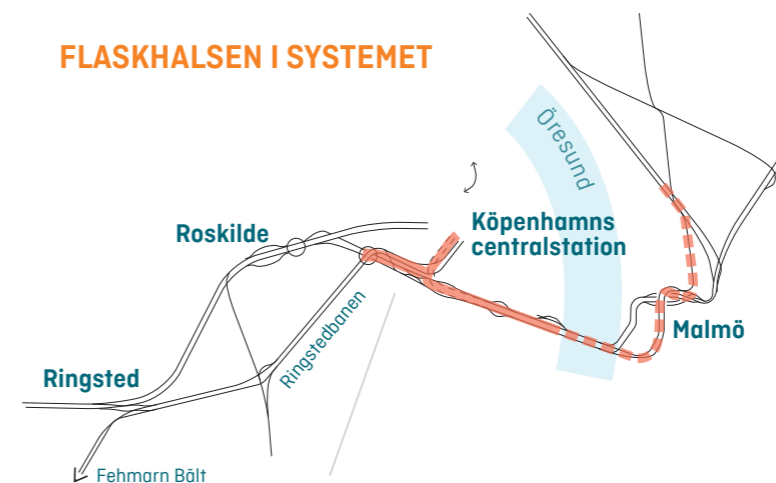 FLASKHALSEN I SYSTEMET
Öresund
Roskilde
Köpenhamns
centralstation
Ringstedbanen
Malmö
Ringsted
Fehmarn Bält